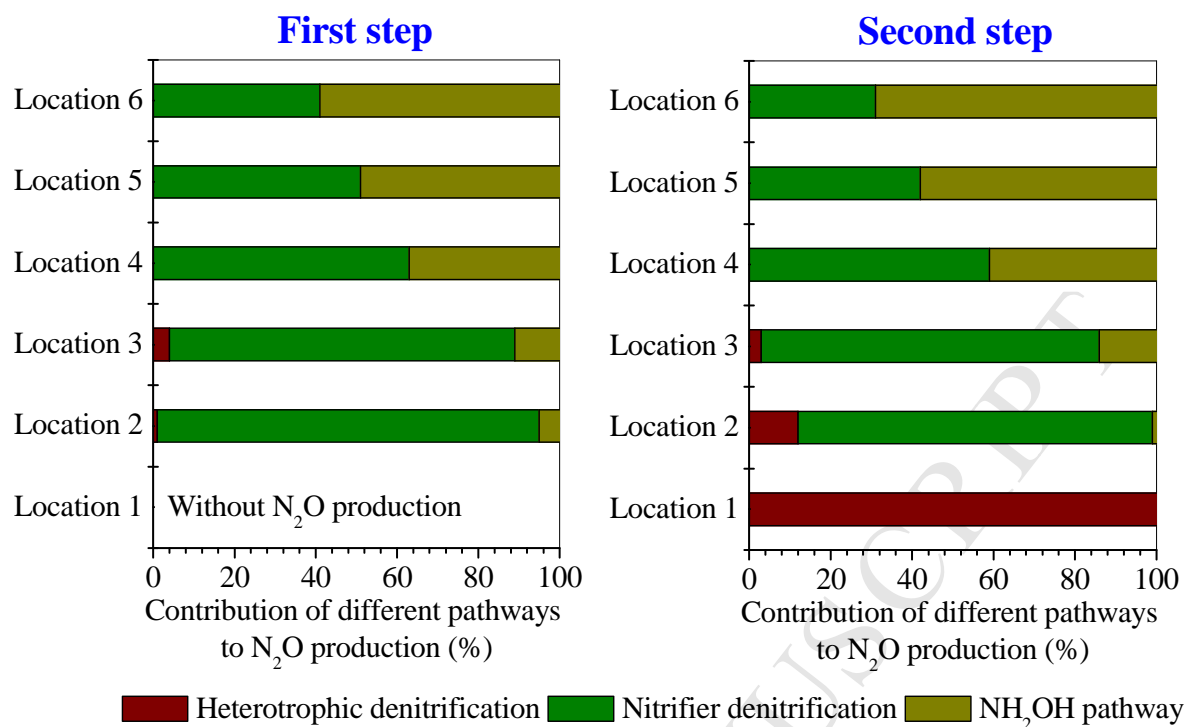 First step
Location 6
Location 5
Location 4
Location 3
Location 2
Location 1
Without N₂O production
0 20 40 60 80 100
Contribution of different pathways
to N₂O production (%)
Second step
Location 6
Location 5
Location 4
Location 3
Location 2
Location 1
0 20 40 60 80 100
Contribution of different pathways
to N₂O production (%)
Heterotrophic denitrification Nitrifier denitrification NH₂OH pathway
USCRIPT